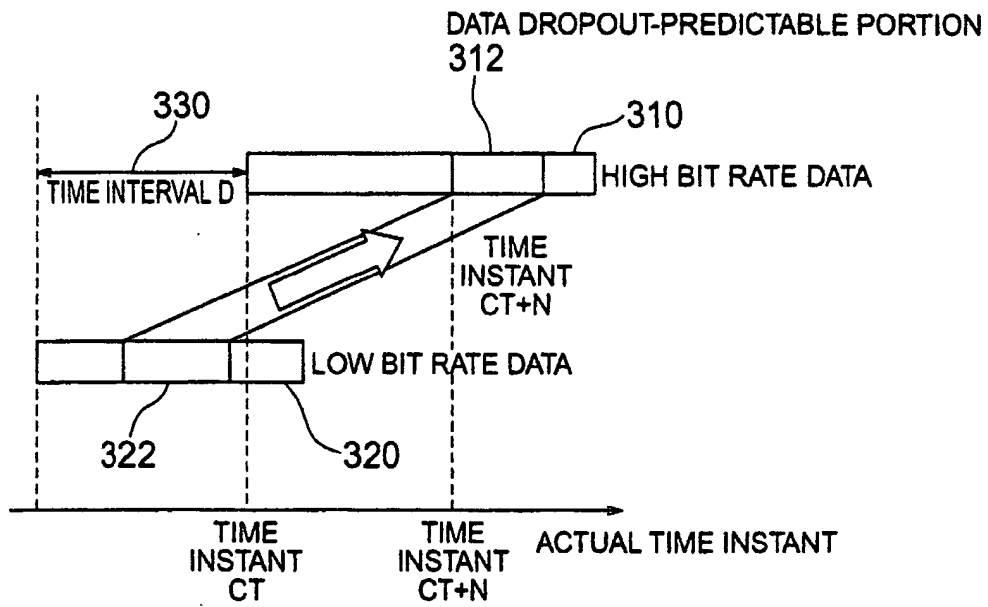 DATA DROPOUT-PREDICTABLE PORTION
312
330
310
TIME INTERVAL D
HIGH BIT RATE DATA
TIME
INSTANT
CT+N
LOW BIT RATE DATA
322
320
TIME
INSTANT
CT
TIME
INSTANT
CT+N
ACTUAL TIME INSTANT